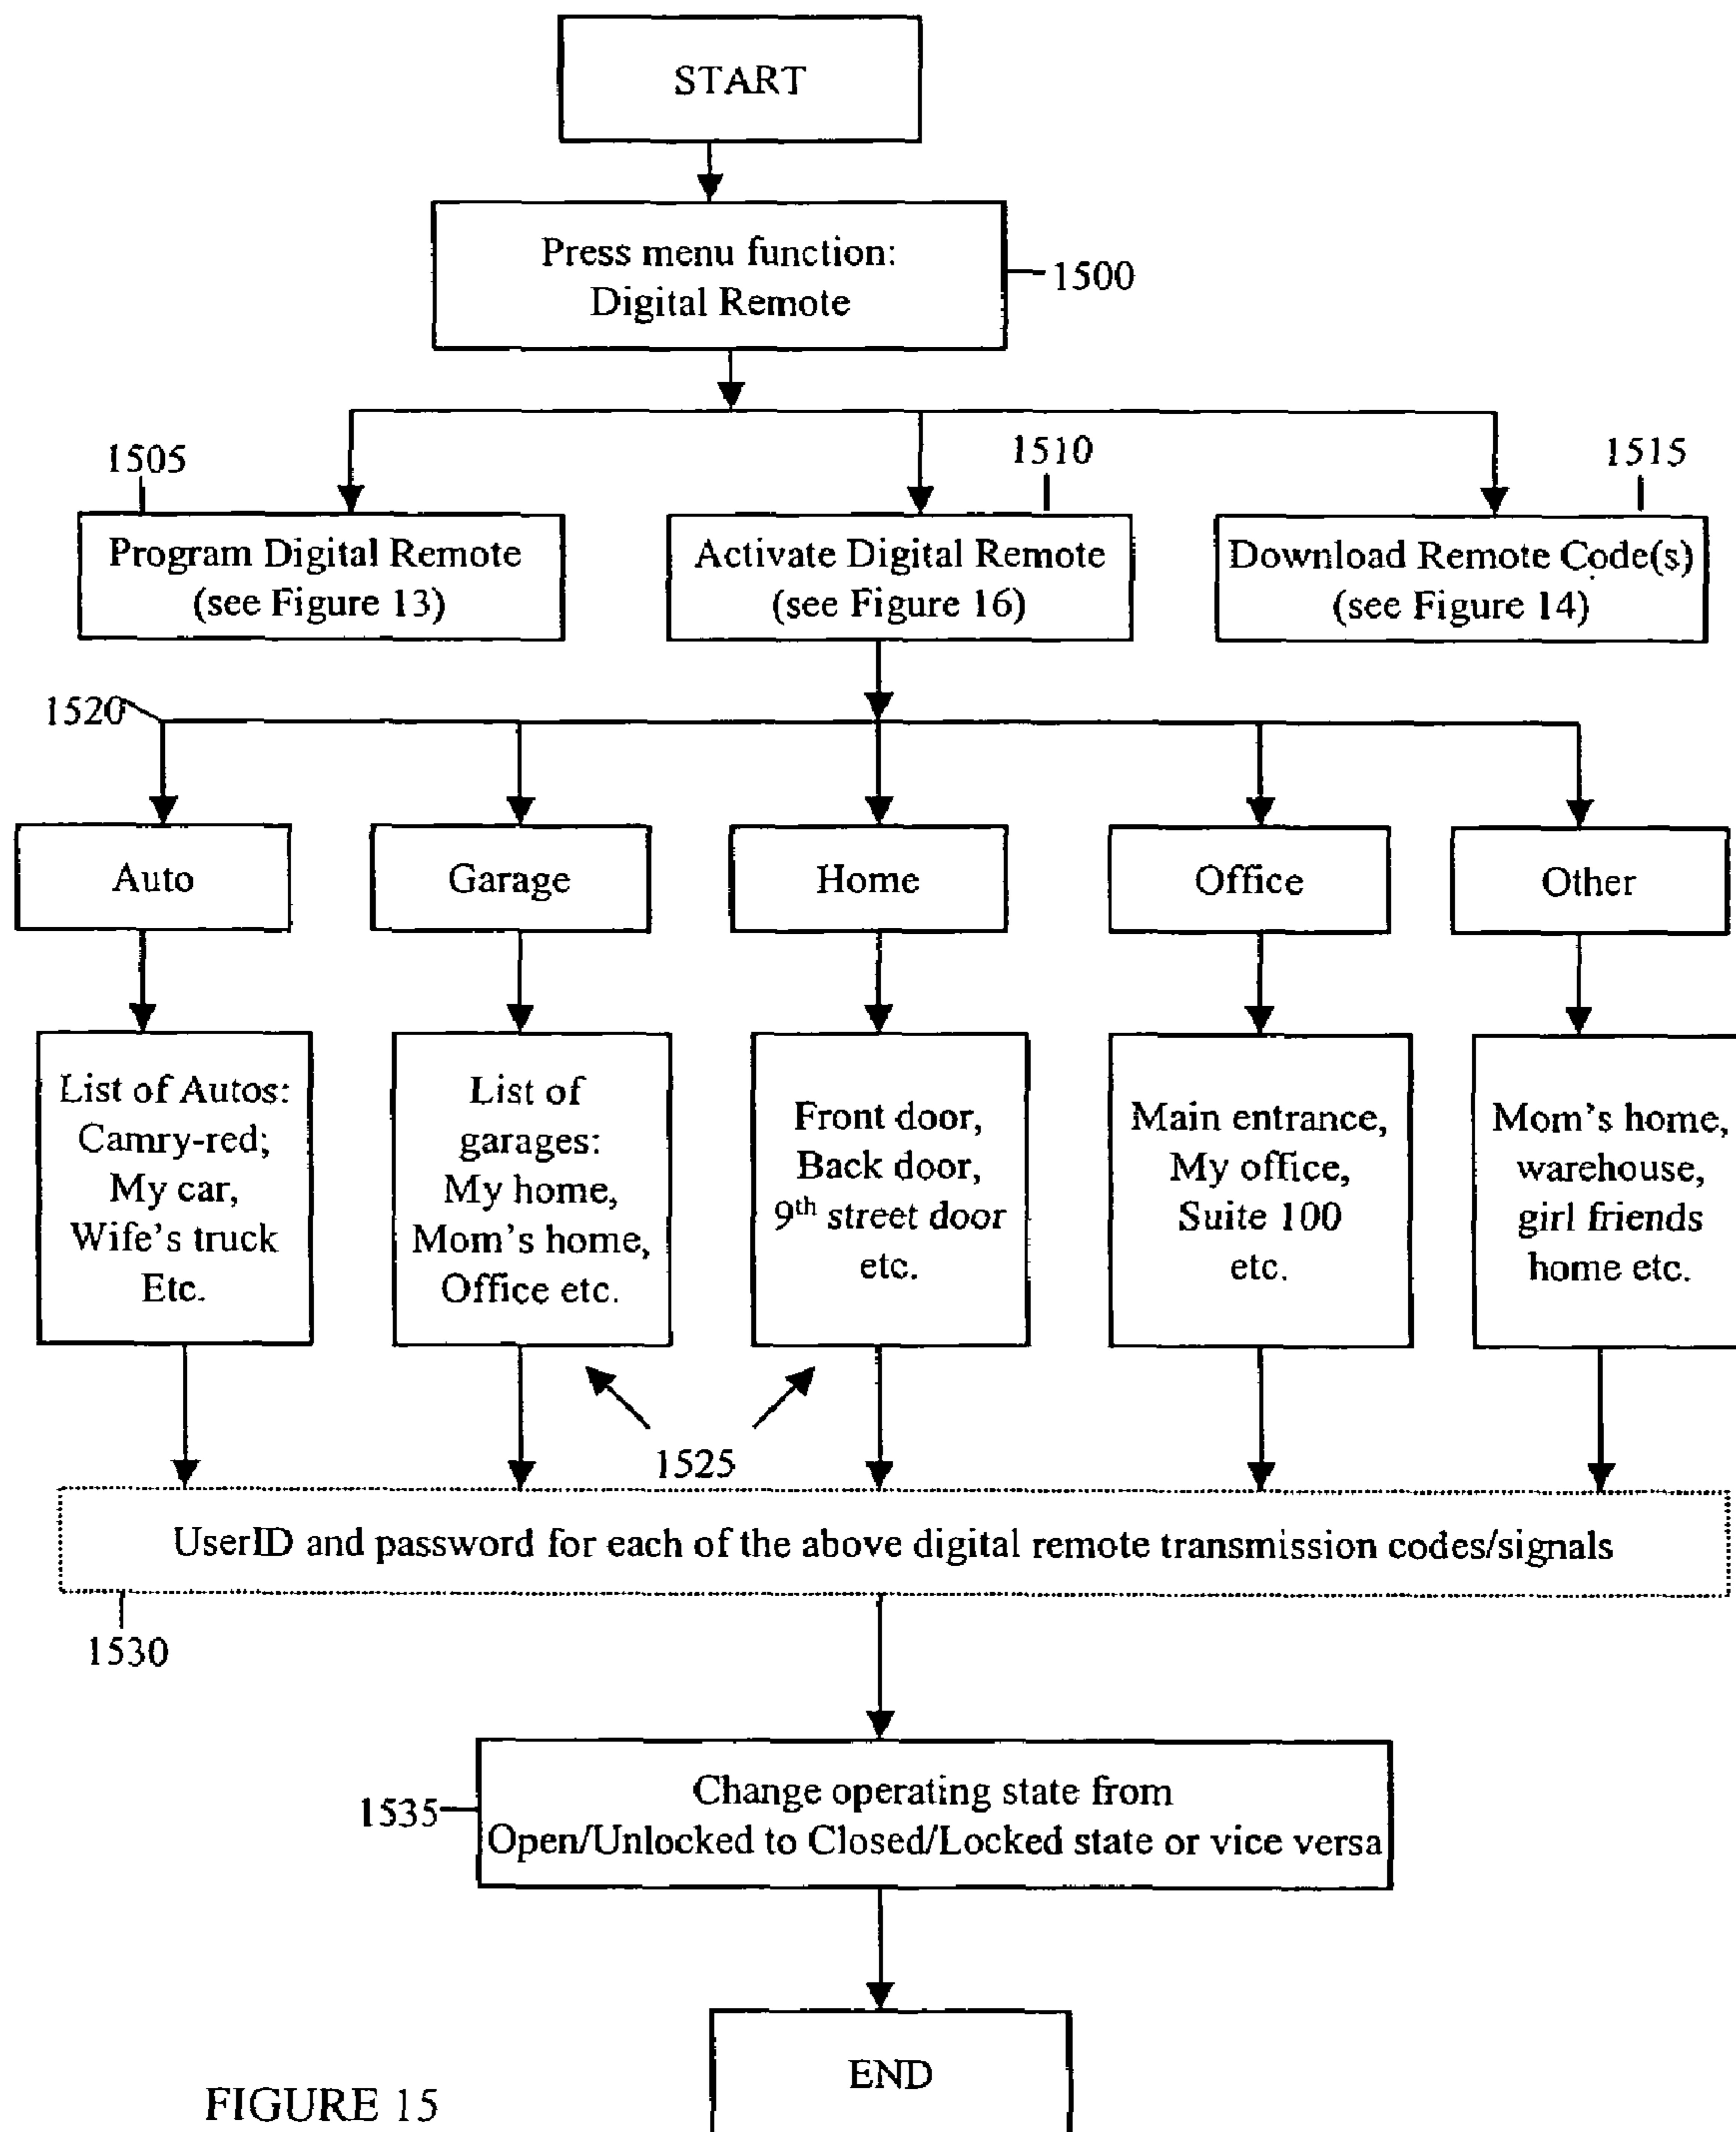 START
Press menu function:
Digital Remote
1500
1505
1510
1515
Program Digital Remote
(see Figure 13)
Activate Digital Remote
(see Figure 16)
Download Remote Code(s)
(see Figure 14)
1520
Auto
Garage
Home
Office
Other
List of Autos:
Camry-red;
My car,
Wife's truck
Etc.
List of
garages:
My home,
Mom's home,
Office etc.
Front door,
Back door,
9th street door
etc.
Main entrance,
My office,
Suite 100
etc.
Mom's home,
warehouse,
girl friends
home etc.
1525
UserID and password for each of the above digital remote transmission codes/signals
1530
1535
Change operating state from
Open/Unlocked to Closed/Locked state or vice versa
END
FIGURE 15